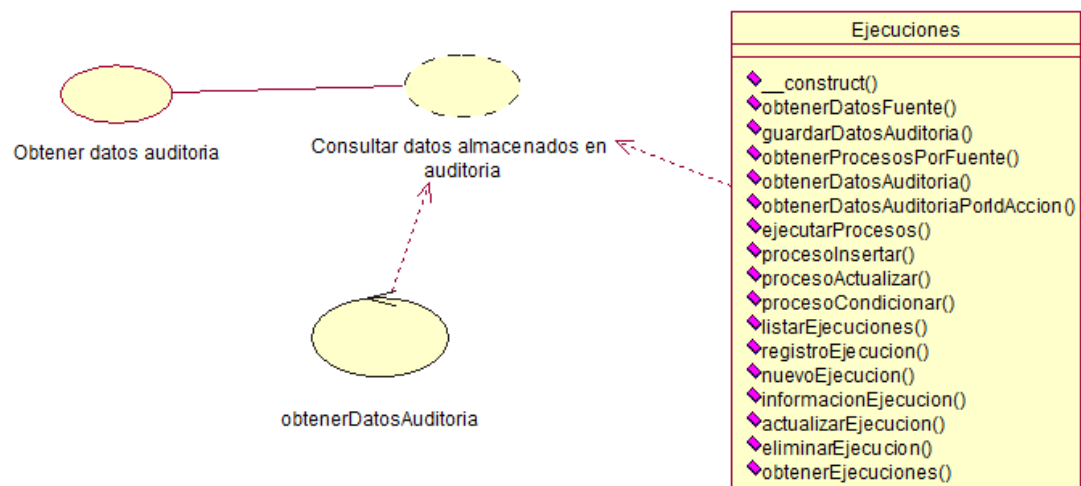 Obtener datos auditoria
Consultar datos almacenados en
auditoria
obtenerDatosAuditoria
Ejecuciones
__construct()
obtenerDatosFuente()
guardarDatosAuditoria()
obtenerProcesosPorFuente()
obtenerDatosAuditoria()
obtenerDatosAuditoriaPorIdAccion()
ejecutarProcesos()
procesoInsertar()
procesoActualizar()
procesoCondicionar()
listarEjecuciones()
registroEjecucion()
nuevoEjecucion()
informacionEjecucion()
actualizarEjecucion()
eliminarEjecucion()
obtenerEjecuciones()